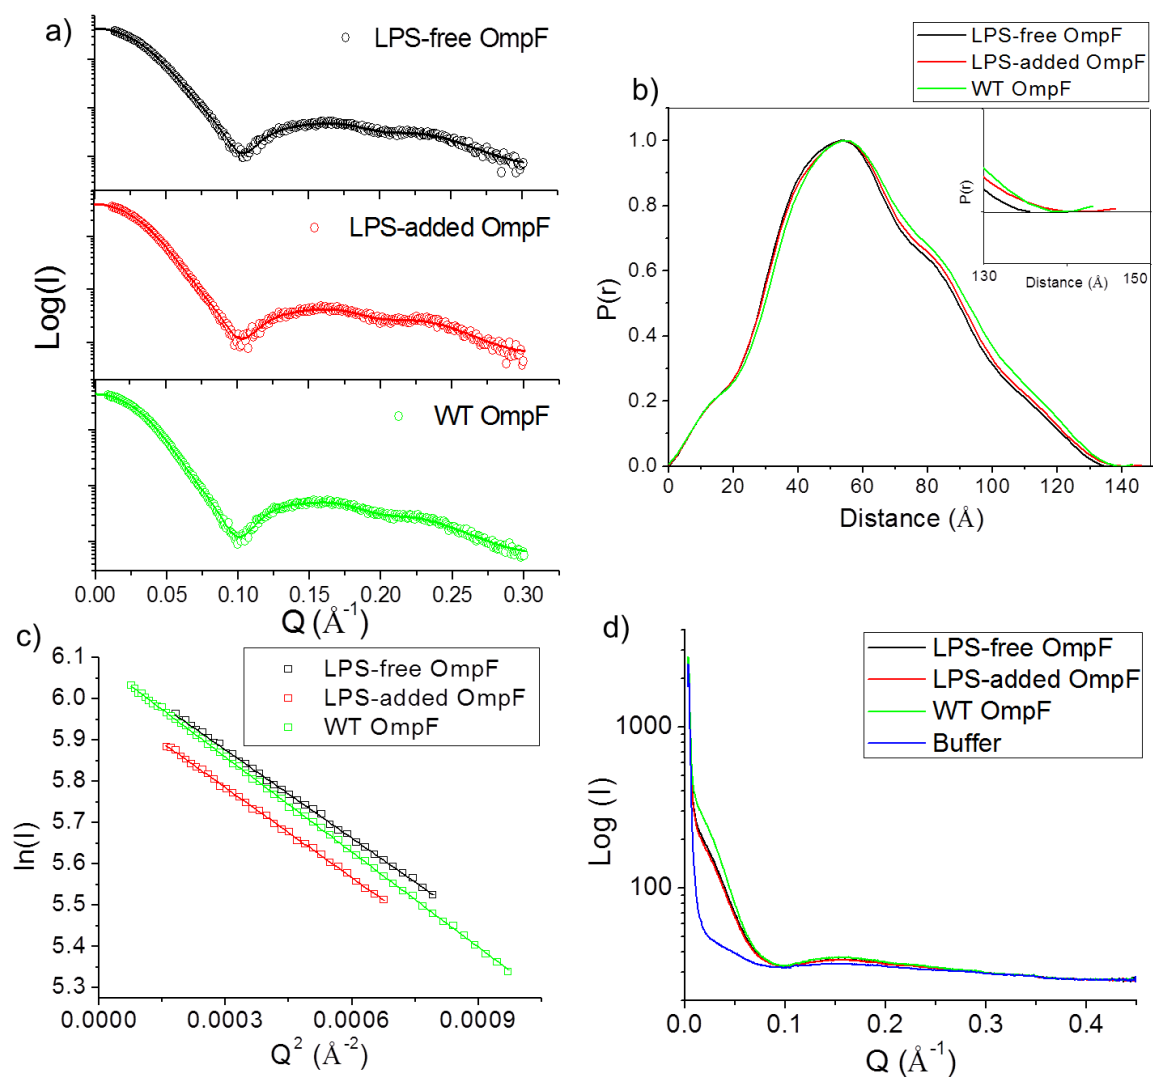 a)
LPS-free OmpF
LPS-added OmpF
WT OmpF
Log(I)
0.00 0.05 0.10 0.15 0.20 0.25 0.30
Q (Å-1)
b)
LPS-free OmpF
LPS-added OmpF
WT OmpF
P(r)
1.0
0.8
0.6
0.4
0.2
0.0
0 20 40 60 80 100 120 140
Distance (Å)
P(r)
130 150
Distance (Å)
c)
LPS-free OmpF
LPS-added OmpF
WT OmpF
ln(I)
6.1
6.0
5.9
5.8
5.7
5.6
5.5
5.4
5.3
0.0000 0.0003 0.0006 0.0009
Q2 (Å-2)
d)
LPS-free OmpF
LPS-added OmpF
WT OmpF
Buffer
Log (I)
1000
100
0.0 0.1 0.2 0.3 0.4
Q (Å-1)